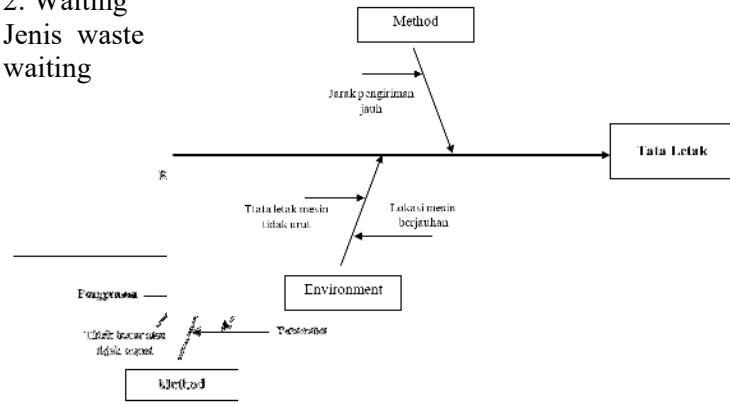 2. Waiting
Jenis waste
waiting
Method
Jarak pengiriman
jauh
Tata Letak
Ttata letak mesin
tidak urut
Lokasi mesin
berjauhan
Environment
Method